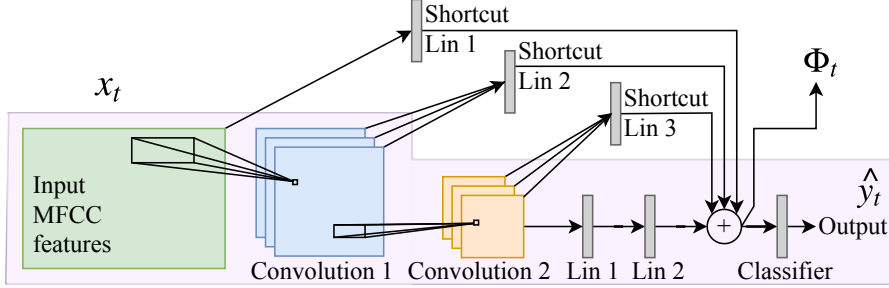 Shortcut
Lin 1
Shortcut
Lin 2
Φt
xt
Shortcut
Lin 3
Input
MFCC
features
ŷt
+
Output
Convolution 1
Convolution 2
Lin 1
Lin 2
Classifier